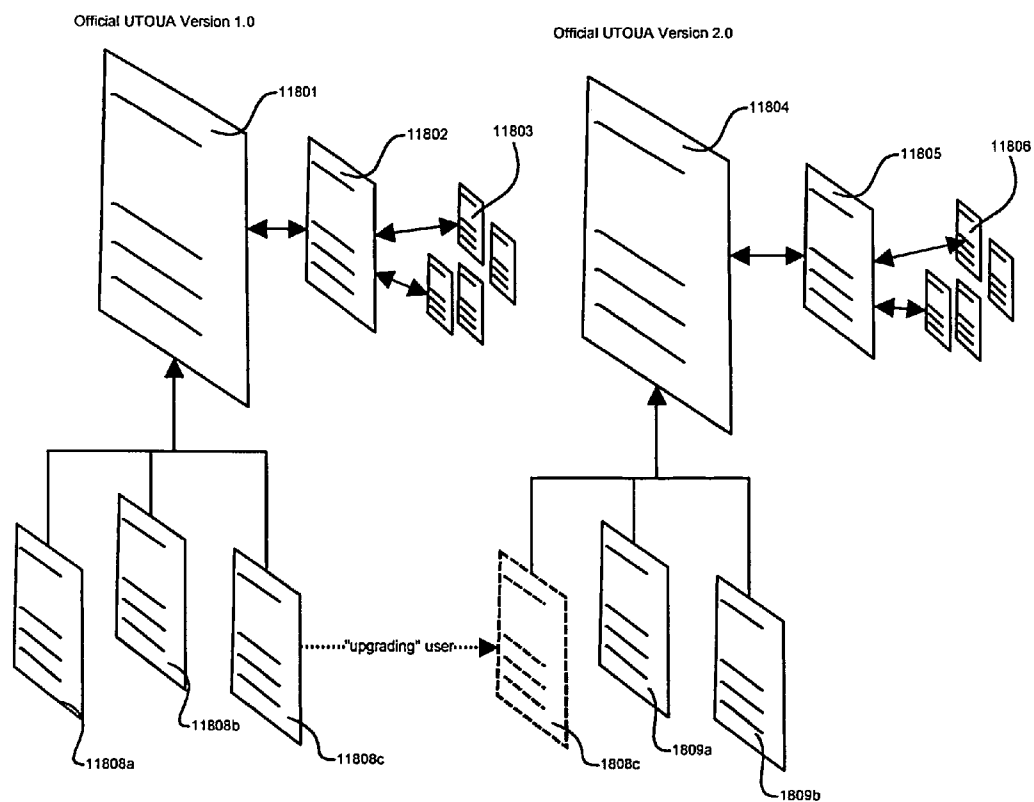 Official UTOUA Version 1.0
Official UTOUA Version 2.0
11801
11802
11803
11804
11805
11806
"upgrading" user
11808a
11808b
11808c
1808c
1809a
1809b